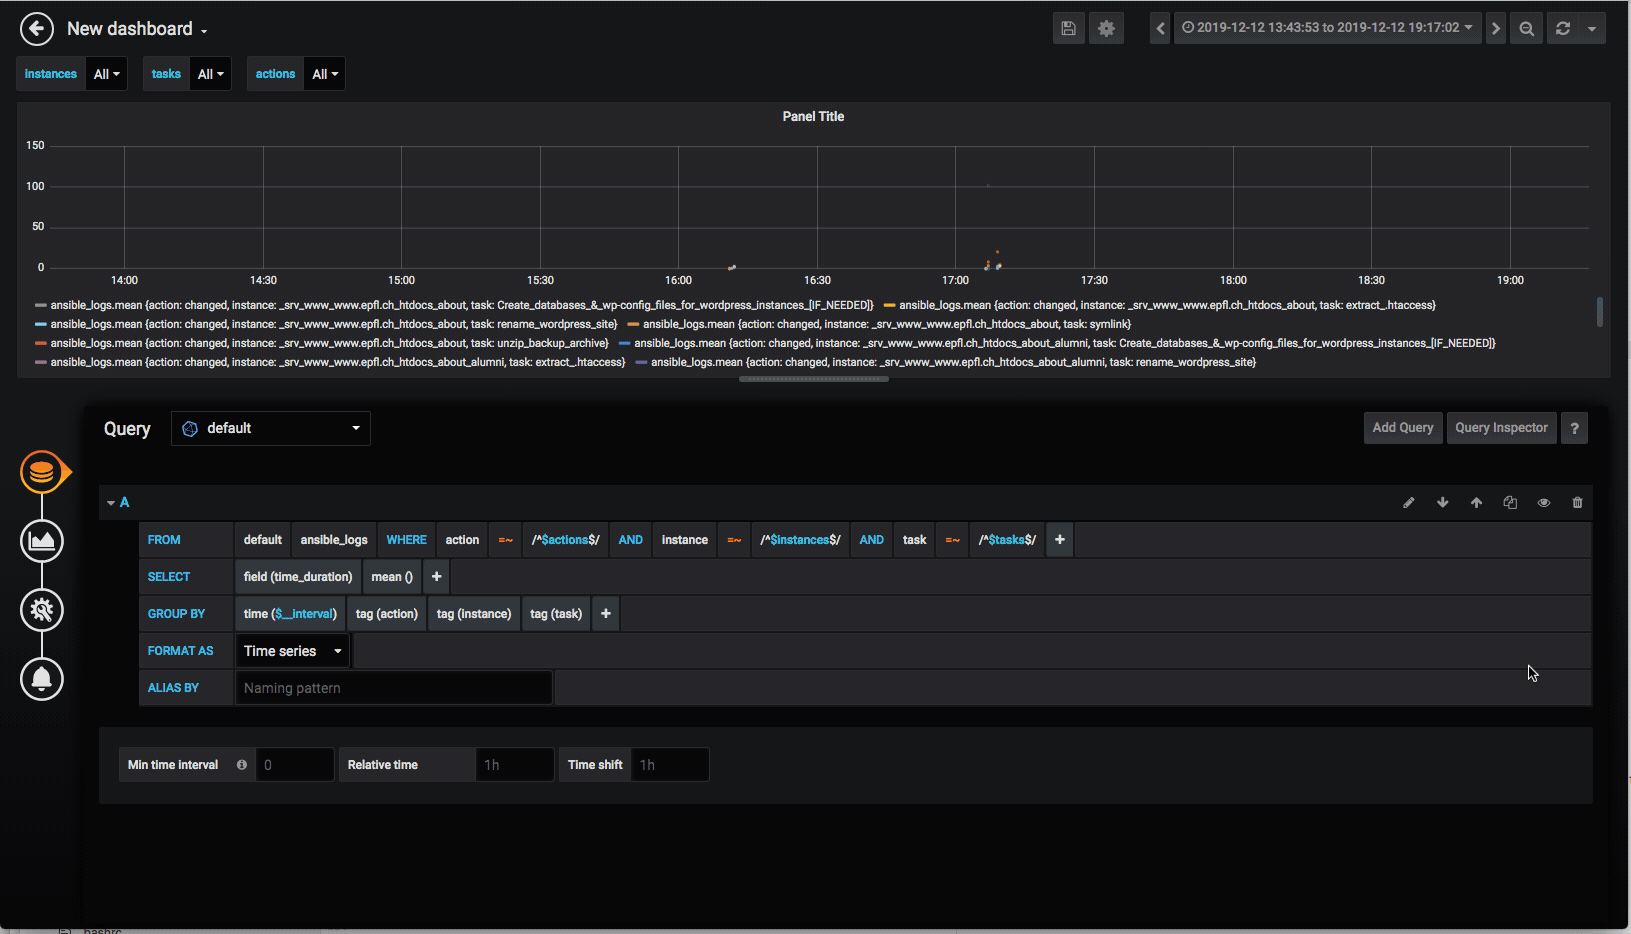 New dashboard
2019-12-12 13:43:53 to 2019-12-12 19:17:02
instances All tasks All actions All
Panel Title
150
100
50
0
14:00 14:30 15:00 15:30 16:00 16:30 17:00 17:30 18:00 18:30 19:00
ansible_logs.mean {action: changed, instance: _srv_www_www.epfl.ch_htdocs_about, task: Create_databases_&_wp-config_files_for_wordpress_instances_[IF_NEEDED]} ansible_logs.mean {action: changed, instance: _srv_www_www.epfl.ch_htdocs_about, task: extract_.htaccess}
ansible_logs.mean {action: changed, instance: _srv_www_www.epfl.ch_htdocs_about, task: rename_wordpress_site} ansible_logs.mean {action: changed, instance: _srv_www_www.epfl.ch_htdocs_about, task: symlink}
ansible_logs.mean {action: changed, instance: _srv_www_www.epfl.ch_htdocs_about, task: unzip_backup_archive} ansible_logs.mean {action: changed, instance: _srv_www_www.epfl.ch_htdocs_about_alumni, task: Create_databases_&_wp-config_files_for_wordpress_instances_[IF_NEEDED]}
ansible_logs.mean {action: changed, instance: _srv_www_www.epfl.ch_htdocs_about_alumni, task: extract_.htaccess} ansible_logs.mean {action: changed, instance: _srv_www_www.epfl.ch_htdocs_about_alumni, task: rename_wordpress_site}
Query default Add Query Query Inspector ?
A
FROM default ansible_logs WHERE action =~ /^$actions$/ AND instance =~ /^$instances$/ AND task =~ /^$tasks$/ +
SELECT field (time_duration) mean () +
GROUP BY time ($__interval) tag (action) tag (instance) tag (task) +
FORMAT AS Time series
ALIAS BY Naming pattern
Min time interval 0 Relative time 1h Time shift 1h